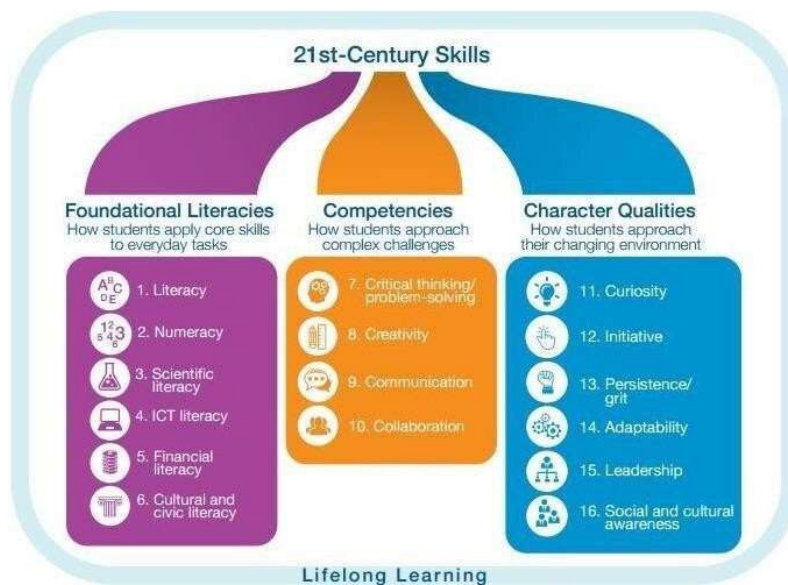 21st-Century Skills
Foundational Literacies
How students apply core skills
to everyday tasks
ABCDE
1. Literacy
123456
2. Numeracy
3. Scientific
literacy
4. ICT literacy
5. Financial
literacy
6. Cultural and
civic literacy
Competencies
How students approach
complex challenges
7. Critical thinking/
problem-solving
8. Creativity
9. Communication
10. Collaboration
Character Qualities
How students approach
their changing environment
11. Curiosity
12. Initiative
13. Persistence/
grit
14. Adaptability
15. Leadership
16. Social and cultural
awareness
Lifelong Learning